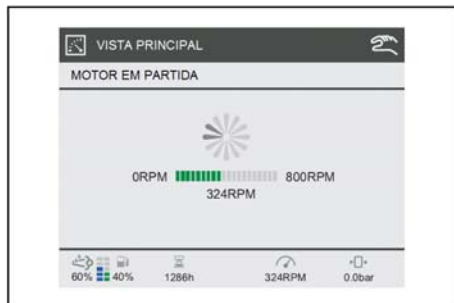 VISTA PRINCIPAL
MOTOR EM PARTIDA
0RPM 800RPM
324RPM
60% 40% 1286h 324RPM 0.0bar